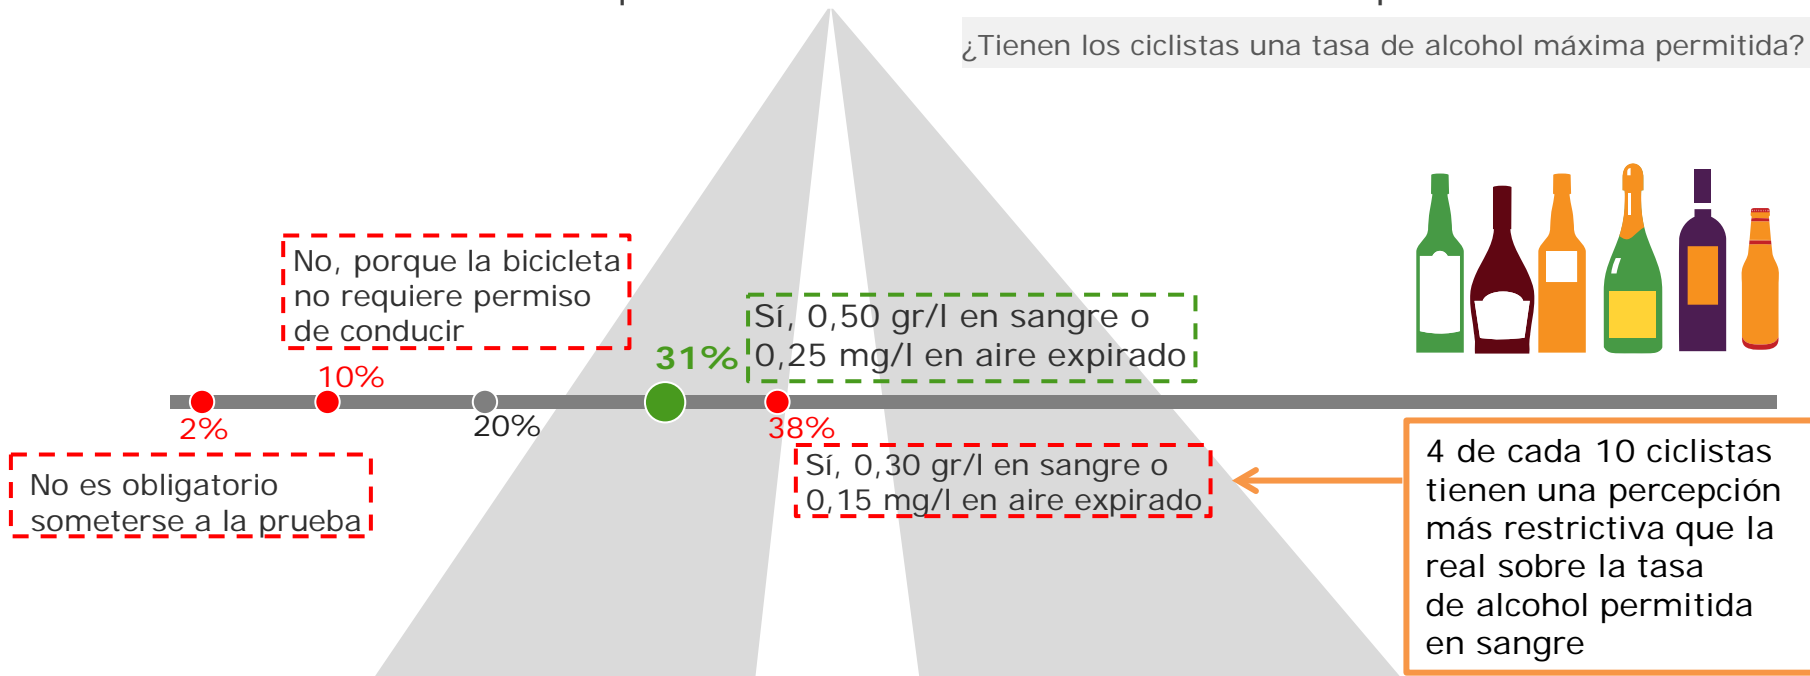 ¿Tienen los ciclistas una tasa de alcohol máxima permitida?
No, porque la bicicleta
no requiere permiso
de conducir
10%
31%
Sí, 0,50 gr/l en sangre o
0,25 mg/l en aire expirado
2%
20%
38%
No es obligatorio
someterse a la prueba
Sí, 0,30 gr/l en sangre o
0,15 mg/l en aire expirado
4 de cada 10 ciclistas
tienen una percepción
más restrictiva que la
real sobre la tasa
de alcohol permitida
en sangre